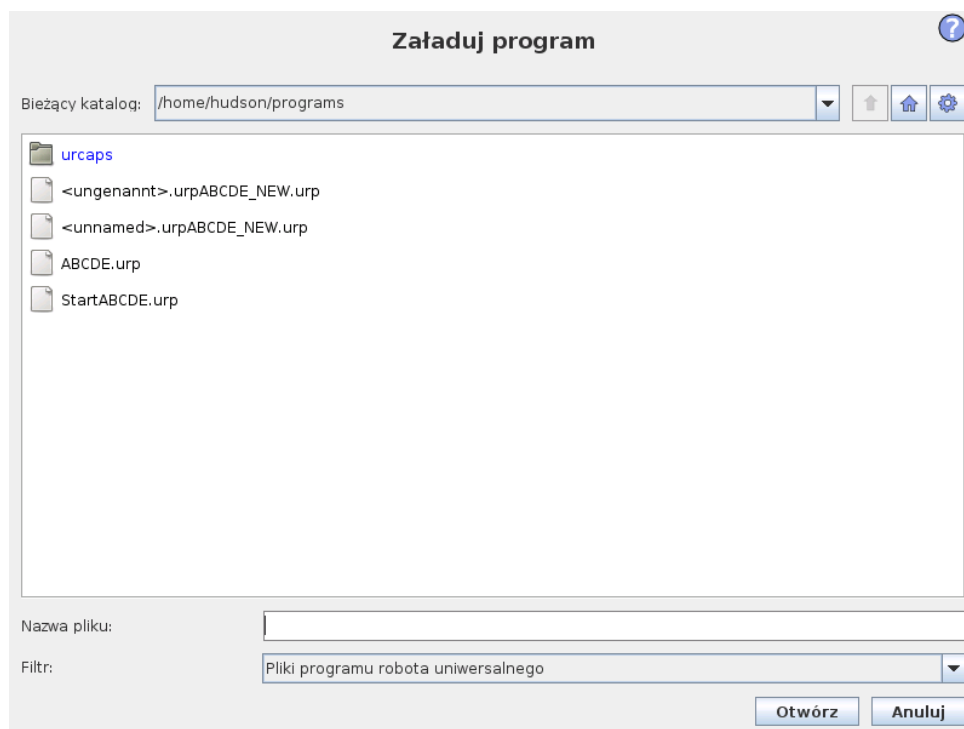 Załaduj program
?
Bieżący katalog: /home/hudson/programs
urcaps
<ungenannt>.urpABCDE_NEW.urp
<unnamed>.urpABCDE_NEW.urp
ABCDE.urp
StartABCDE.urp
Nazwa pliku:
Filtr: Pliki programu robota uniwersalnego
Otwórz Anuluj